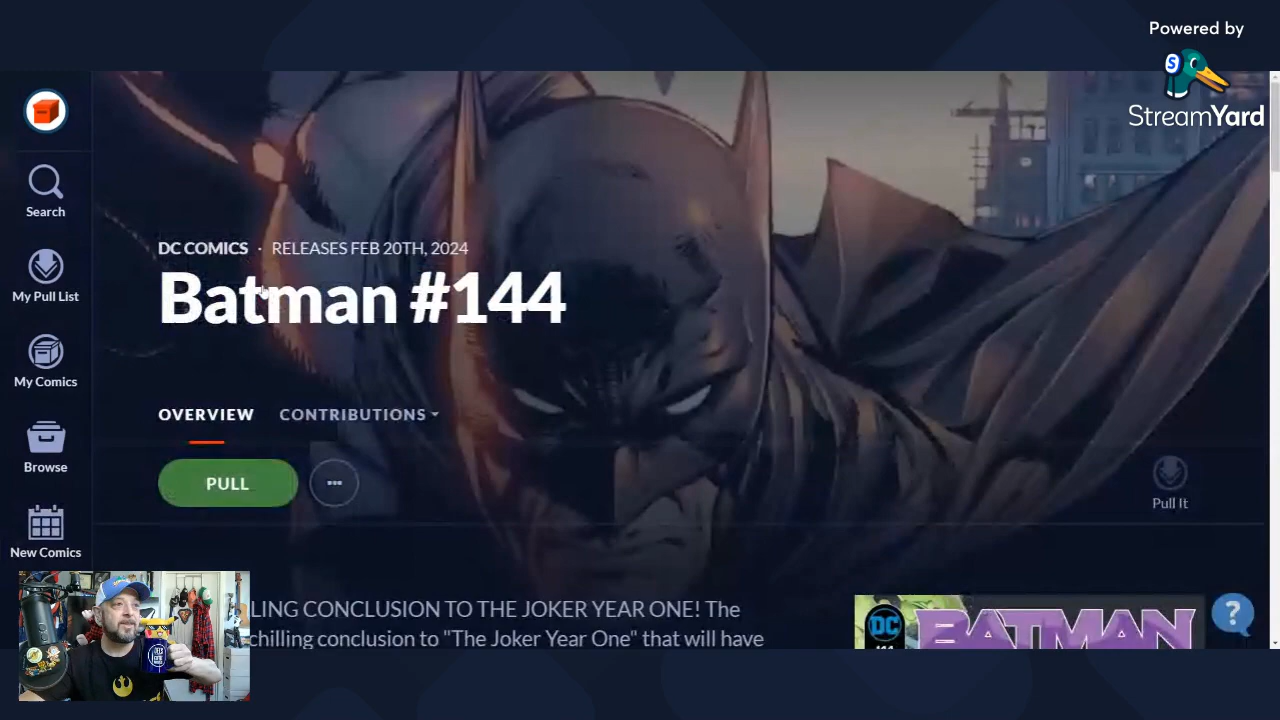 Powered by
S
StreamYard
Search
My Pull List
My Comics
Browse
New Comics
DC COMICS · RELEASES FEB 20TH, 2024
Batman #144
OVERVIEW CONTRIBUTIONS
PULL
Pull It
LING CONCLUSION TO THE JOKER YEAR ONE! The
chilling conclusion to "The Joker Year One" that will have
DC
BATMAN
?